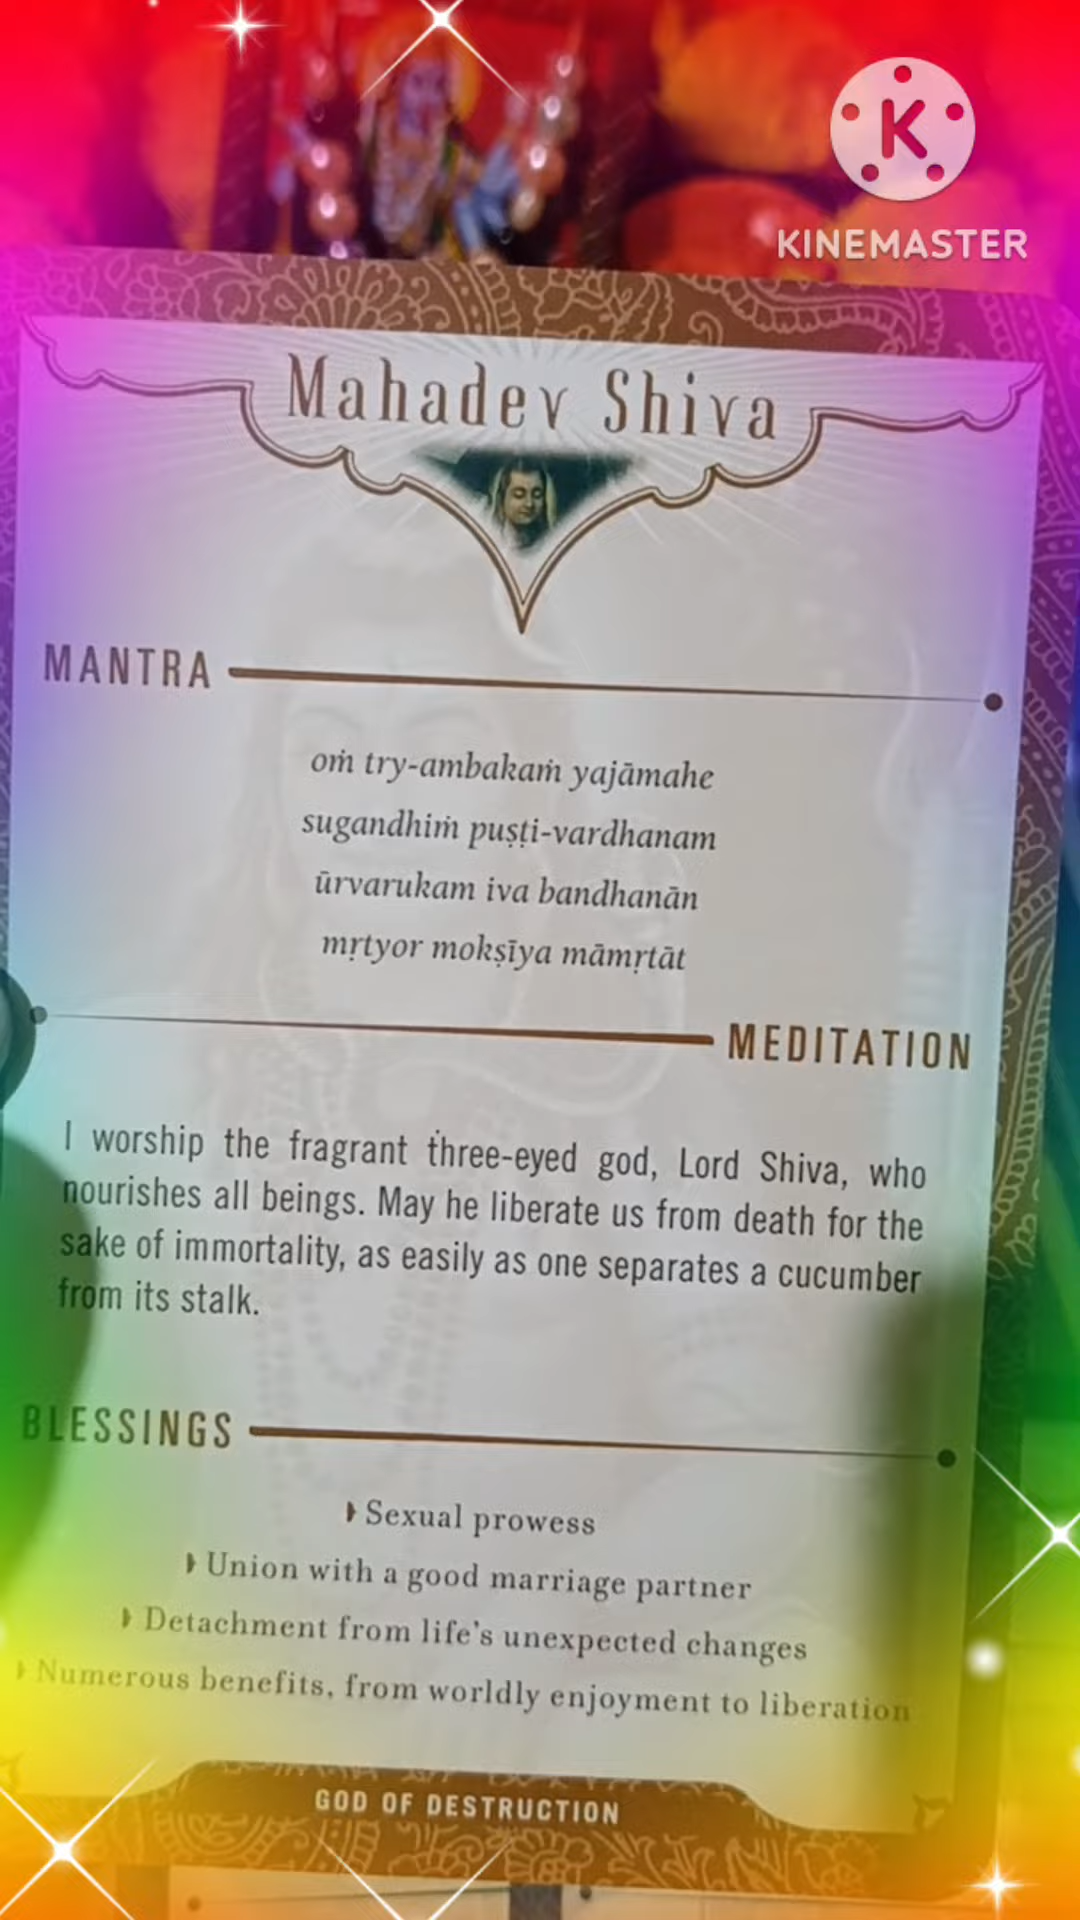 K
KINEMASTER
Mahadev Shiva
MANTRA
oṁ try-ambakaṁ yajāmahe
sugandhiṁ puṣṭi-vardhanam
ūrvarukam iva bandhanān
mṛtyor mokṣīya māmṛtāt
MEDITATION
I worship the fragrant three-eyed god, Lord Shiva, who
nourishes all beings. May he liberate us from death for the
sake of immortality, as easily as one separates a cucumber
from its stalk.
BLESSINGS
Sexual prowess
Union with a good marriage partner
Detachment from life's unexpected changes
Numerous benefits, from worldly enjoyment to liberation
GOD OF DESTRUCTION